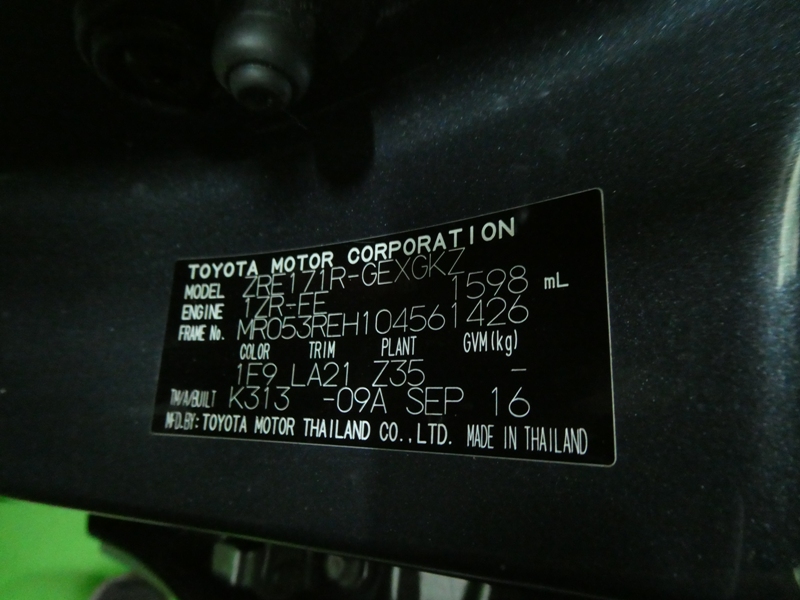 TOYOTA MOTOR CORPORATION
MODEL ZRE171R-GEXGKZ
ENGINE 1ZR-FE 1598 mL
FRAME No. MR053REH104561426
COLOR TRIM PLANT GVM(kg)
1F9 LA21 Z35 -
TM/A/BUILT K313 -09A SEP 16
MFD.BY: TOYOTA MOTOR THAILAND CO.,LTD. MADE IN THAILAND